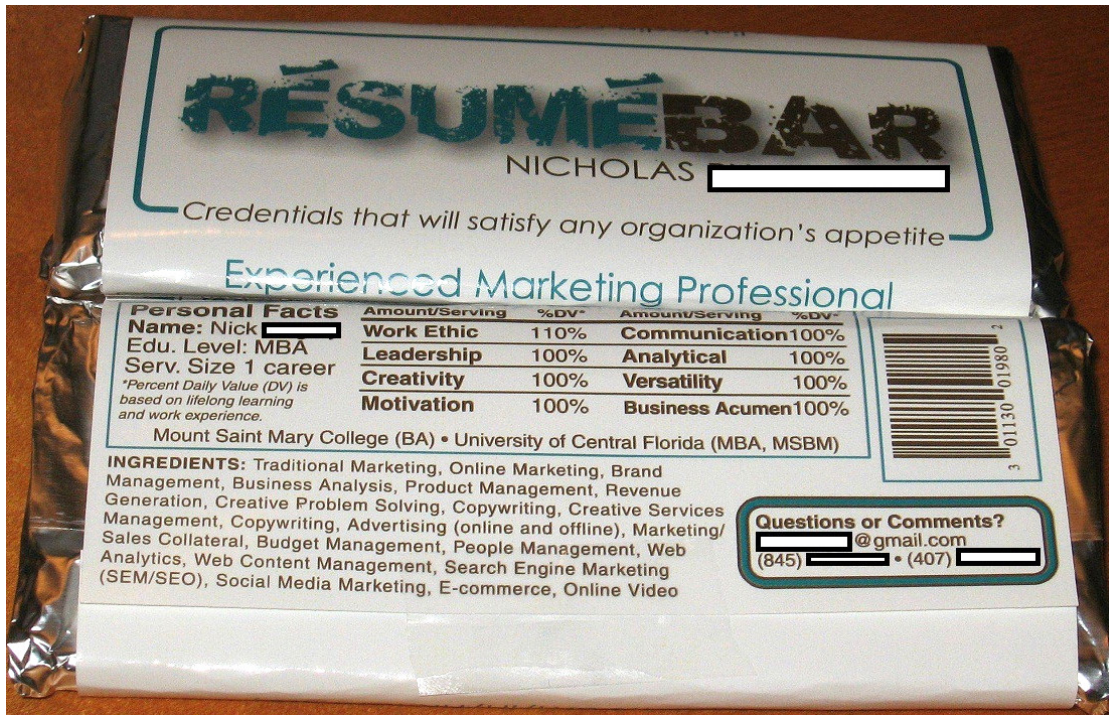 RÉSUMÉBAR
NICHOLAS
Credentials that will satisfy any organization's appetite
Experienced Marketing Professional
Personal Facts
Name: Nick
Edu. Level: MBA
Serv. Size 1 career
*Percent Daily Value (DV) is
based on lifelong learning
and work experience.
Amount/Serving %DV* Amount/Serving %DV*
Work Ethic 110% Communication 100%
Leadership 100% Analytical 100%
Creativity 100% Versatility 100%
Motivation 100% Business Acumen 100%
Mount Saint Mary College (BA) • University of Central Florida (MBA, MSBM)
3 01130 01980 2
INGREDIENTS: Traditional Marketing, Online Marketing, Brand
Management, Business Analysis, Product Management, Revenue
Generation, Creative Problem Solving, Copywriting, Creative Services
Management, Copywriting, Advertising (online and offline), Marketing/
Sales Collateral, Budget Management, People Management, Web
Analytics, Web Content Management, Search Engine Marketing
(SEM/SEO), Social Media Marketing, E-commerce, Online Video
Questions or Comments?
@gmail.com
(845) • (407)